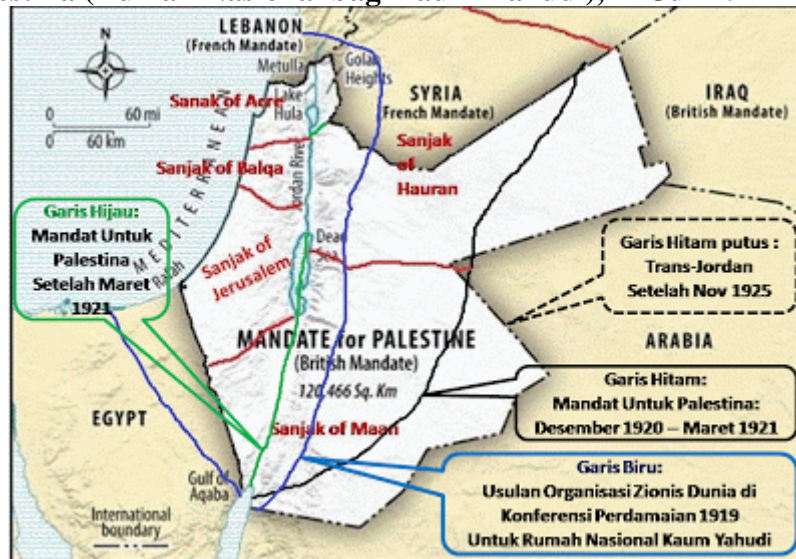 LEBANON
(French Mandate)
Metulla
Golan
Heights
N
Sanak of Acre
Lake
Hula
SYRIA
(French Mandate)
IRAQ
(British Mandate)
0 60 mi
0 60 km
Sanjak
of
Hauran
Sanjak of Balqa
Jordan River
MEDITERRANEAN
Garis Hijau:
Mandat Untuk
Palestina
Setelah Maret
1921
Rafah
Sanjak of
Jerusalem
Dead
Sea
Garis Hitam putus :
Trans-Jordan
Setelah Nov 1925
MANDATE for PALESTINE
(British Mandate)
120,466 Sq. Km
ARABIA
Garis Hitam:
Mandat Untuk Palestina:
Desember 1920 – Maret 1921
EGYPT
Sanjak of Maan
Gulf of
Aqaba
Garis Biru:
Usulan Organisasi Zionis Dunia di
Konferensi Perdamaian 1919
Untuk Rumah Nasional Kaum Yahudi
International
boundary